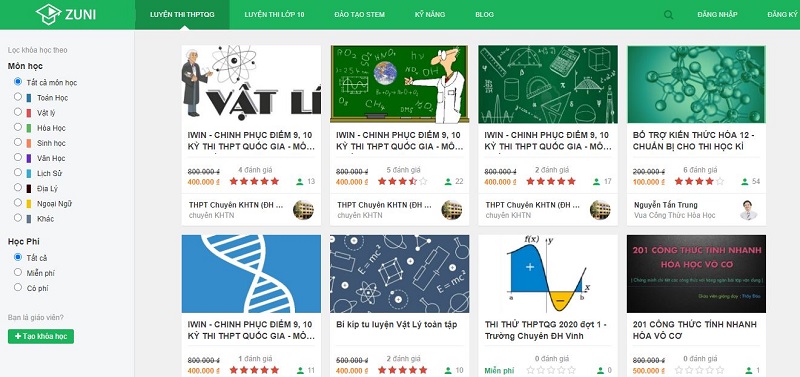 ZUNI
LUYỆN THI THPTQG
LUYỆN THI LỚP 10
ĐÀO TẠO STEM
KỸ NĂNG
BLOG
ĐĂNG NHẬP
ĐĂNG KÝ
Lọc khóa học theo
Môn học
Tất cả môn học
Toán Học
Vật lý
Hóa Học
Sinh học
Văn Học
Lịch Sử
Địa Lý
Ngoại Ngữ
Khác
Học Phí
Tất cả
Miễn phí
Có phí
Bạn là giáo viên?
+ Tạo khóa học
VẬT LÍ
IWIN - CHINH PHỤC ĐIỂM 9, 10
KỲ THI THPT QUỐC GIA - MÔ...
800.000 ₫
400.000 ₫
4 đánh giá
13
THPT Chuyên KHTN (ĐH ...
chuyên KHTN
IWIN - CHINH PHỤC ĐIỂM 9, 10
KỲ THI THPT QUỐC GIA - MÔ...
800.000 ₫
400.000 ₫
5 đánh giá
22
THPT Chuyên KHTN (ĐH ...
chuyên KHTN
IWIN - CHINH PHỤC ĐIỂM 9, 10
KỲ THI THPT QUỐC GIA - MÔ...
800.000 ₫
400.000 ₫
2 đánh giá
17
THPT Chuyên KHTN (ĐH ...
chuyên KHTN
BỔ TRỢ KIẾN THỨC HÓA 12 -
CHUẨN BỊ CHO THI HỌC KÌ
200.000 ₫
100.000 ₫
6 đánh giá
54
Nguyễn Tấn Trung
Vua Công Thức Hóa Học
IWIN - CHINH PHỤC ĐIỂM 9, 10
KỲ THI THPT QUỐC GIA - MÔ...
800.000 ₫
400.000 ₫
1 đánh giá
11
Bí kíp tu luyện Vật Lý toàn tập
500.000 ₫
400.000 ₫
2 đánh giá
10
f(x) y
a b x
THI THỬ THPTQG 2020 đợt 1 -
Trường Chuyên ĐH Vinh
Miễn phí
0 đánh giá
0
201 CÔNG THỨC TÍNH NHANH
HÓA HỌC VÔ CƠ
201 CÔNG THỨC TÍNH NHANH
HÓA VÔ CƠ
500.000 ₫
500.000 ₫
0 đánh giá
0